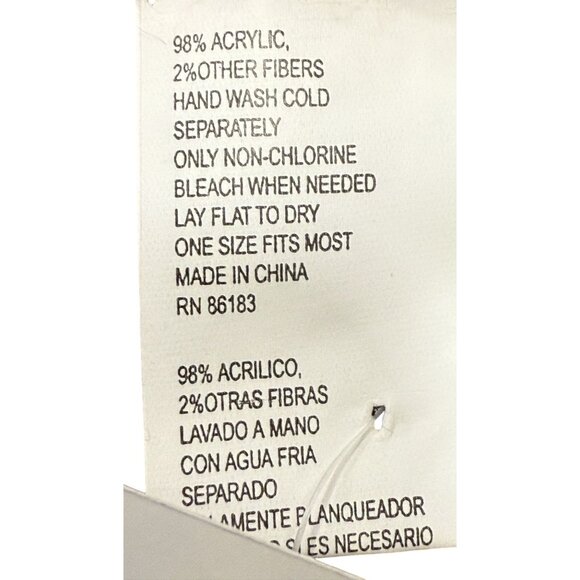 98% ACRYLIC,
2%OTHER FIBERS
HAND WASH COLD
SEPARATELY
ONLY NON-CHLORINE
BLEACH WHEN NEEDED
LAY FLAT TO DRY
ONE SIZE FITS MOST
MADE IN CHINA
RN 86183
98% ACRILICO,
2%OTRAS FIBRAS
LAVADO A MANO
CON AGUA FRIA
SEPARADO
BLANQUEADOR
ES NECESARIO